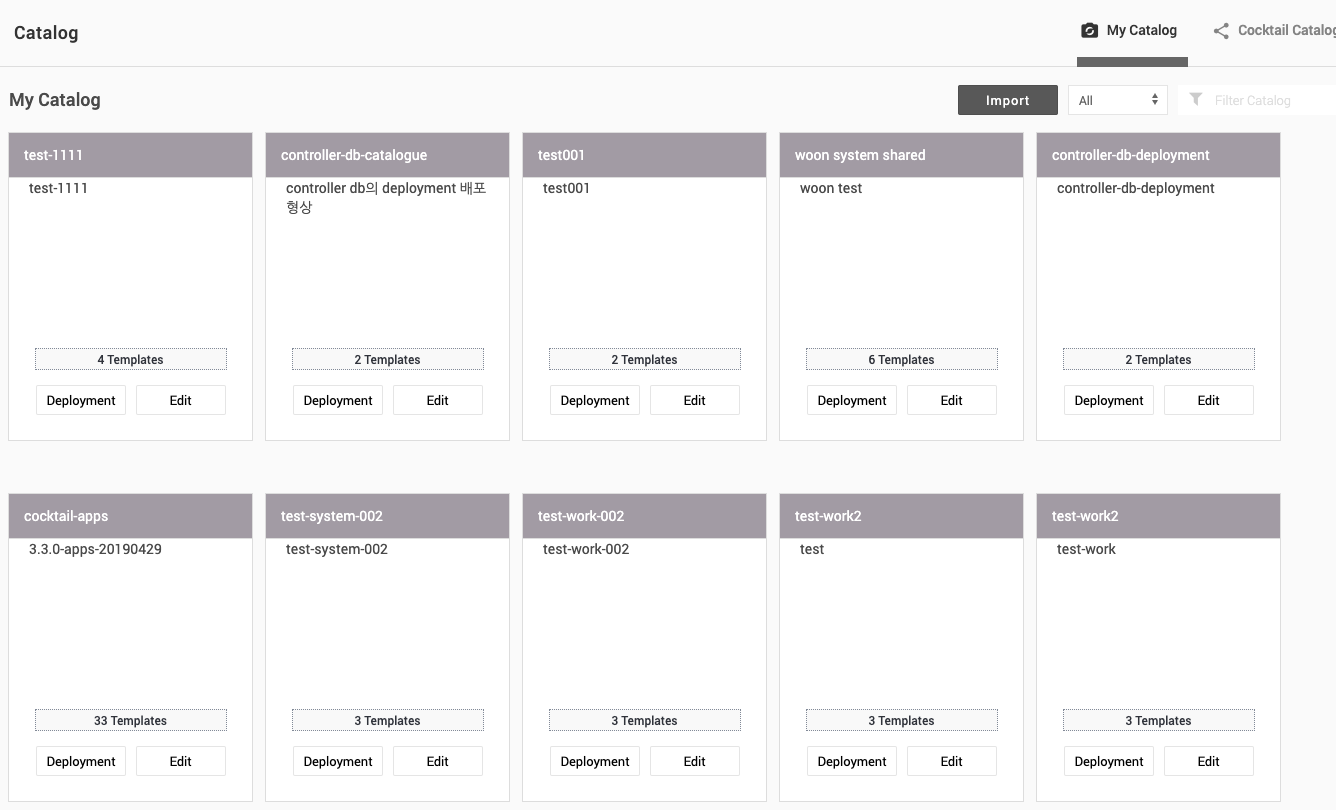 Catalog
My Catalog
Cocktail Catalog
My Catalog
Import
All
Filter Catalog
test-1111
test-1111
4 Templates
Deployment
Edit
controller-db-catalogue
controller db의 deployment 배포
형상
2 Templates
Deployment
Edit
test001
test001
2 Templates
Deployment
Edit
woon system shared
woon test
6 Templates
Deployment
Edit
controller-db-deployment
controller-db-deployment
2 Templates
Deployment
Edit
cocktail-apps
3.3.0-apps-20190429
33 Templates
Deployment
Edit
test-system-002
test-system-002
3 Templates
Deployment
Edit
test-work-002
test-work-002
3 Templates
Deployment
Edit
test-work2
test
3 Templates
Deployment
Edit
test-work2
test-work
3 Templates
Deployment
Edit